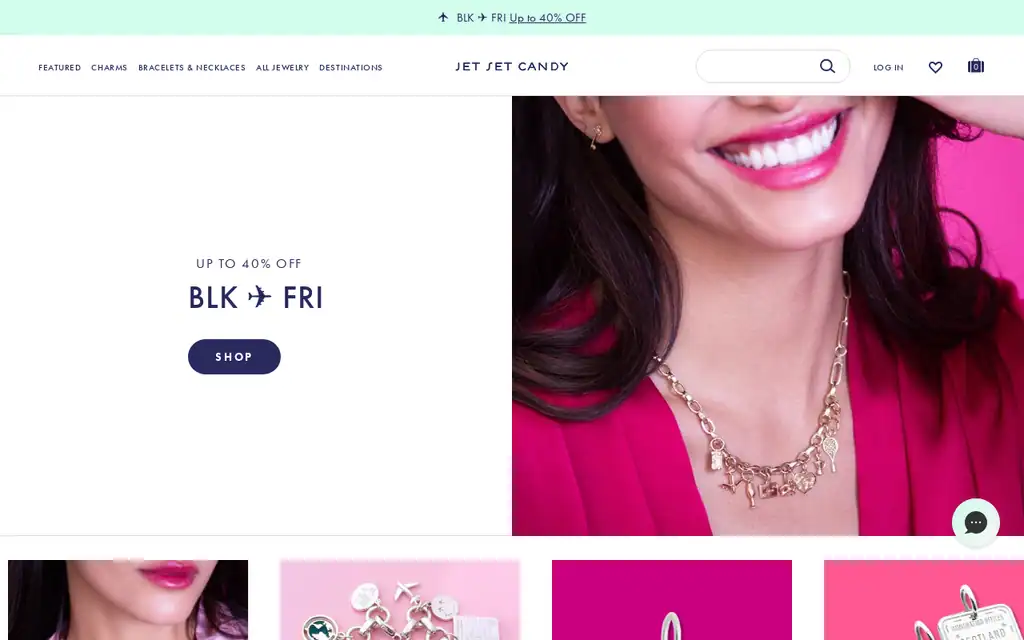 BLK ✈ FRI Up to 40% OFF
FEATURED CHARMS BRACELETS & NECKLACES ALL JEWELRY DESTINATIONS
JET SET CANDY
LOG IN
0
UP TO 40% OFF
BLK ✈ FRI
SHOP